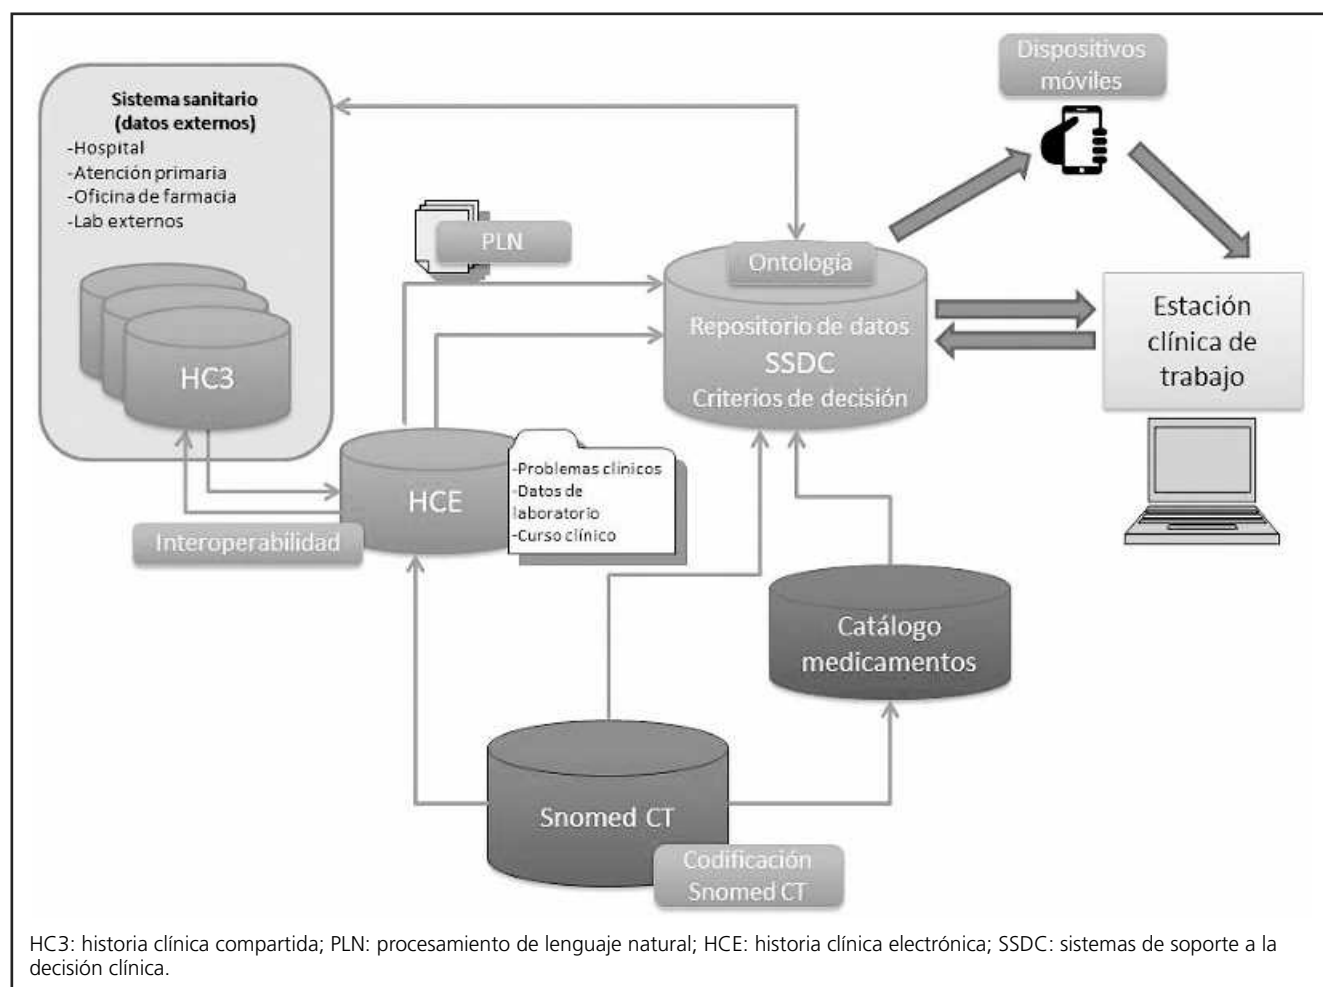 Sistema sanitario
(datos externos)
-Hospital
-Atención primaria
-Oficina de farmacia
-Lab externos
HC3
Dispositivos
móviles
PLN
Ontología
Repositorio de datos
SSDC
Criterios de decisión
Estación
clínica de
trabajo
HCE
-Problemas clínicos
-Datos de
laboratorio
-Curso clínico
Interoperabilidad
Catálogo
medicamentos
Snomed CT
Codificación
Snomed CT
HC3: historia clínica compartida; PLN: procesamiento de lenguaje natural; HCE: historia clínica electrónica; SSDC: sistemas de soporte a la
decisión clínica.